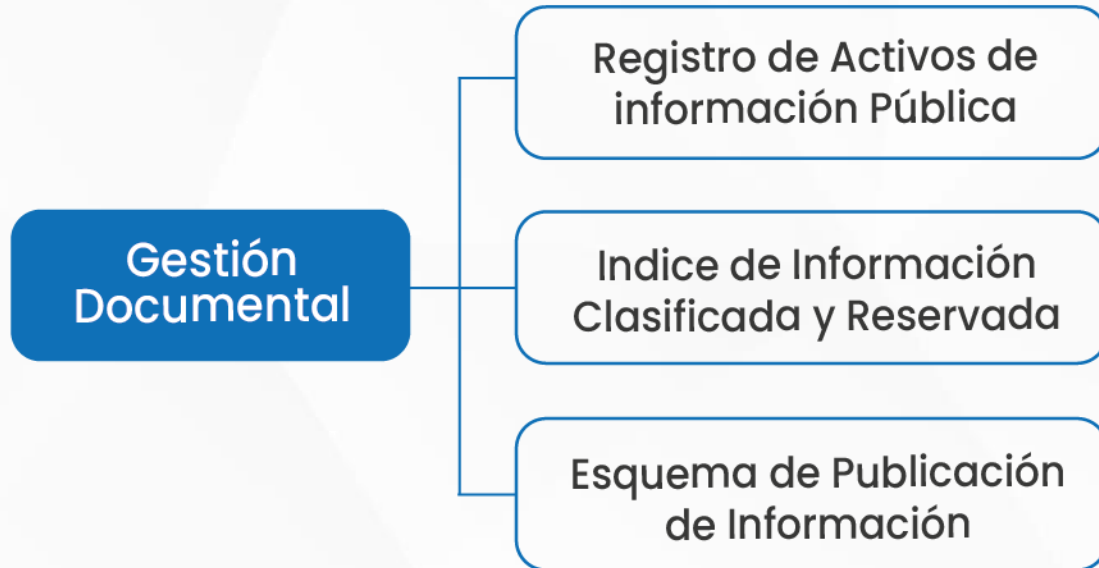 Registro de Activos de
información Pública
Gestión
Documental
Indice de Información
Clasificada y Reservada
Esquema de Publicación
de Información